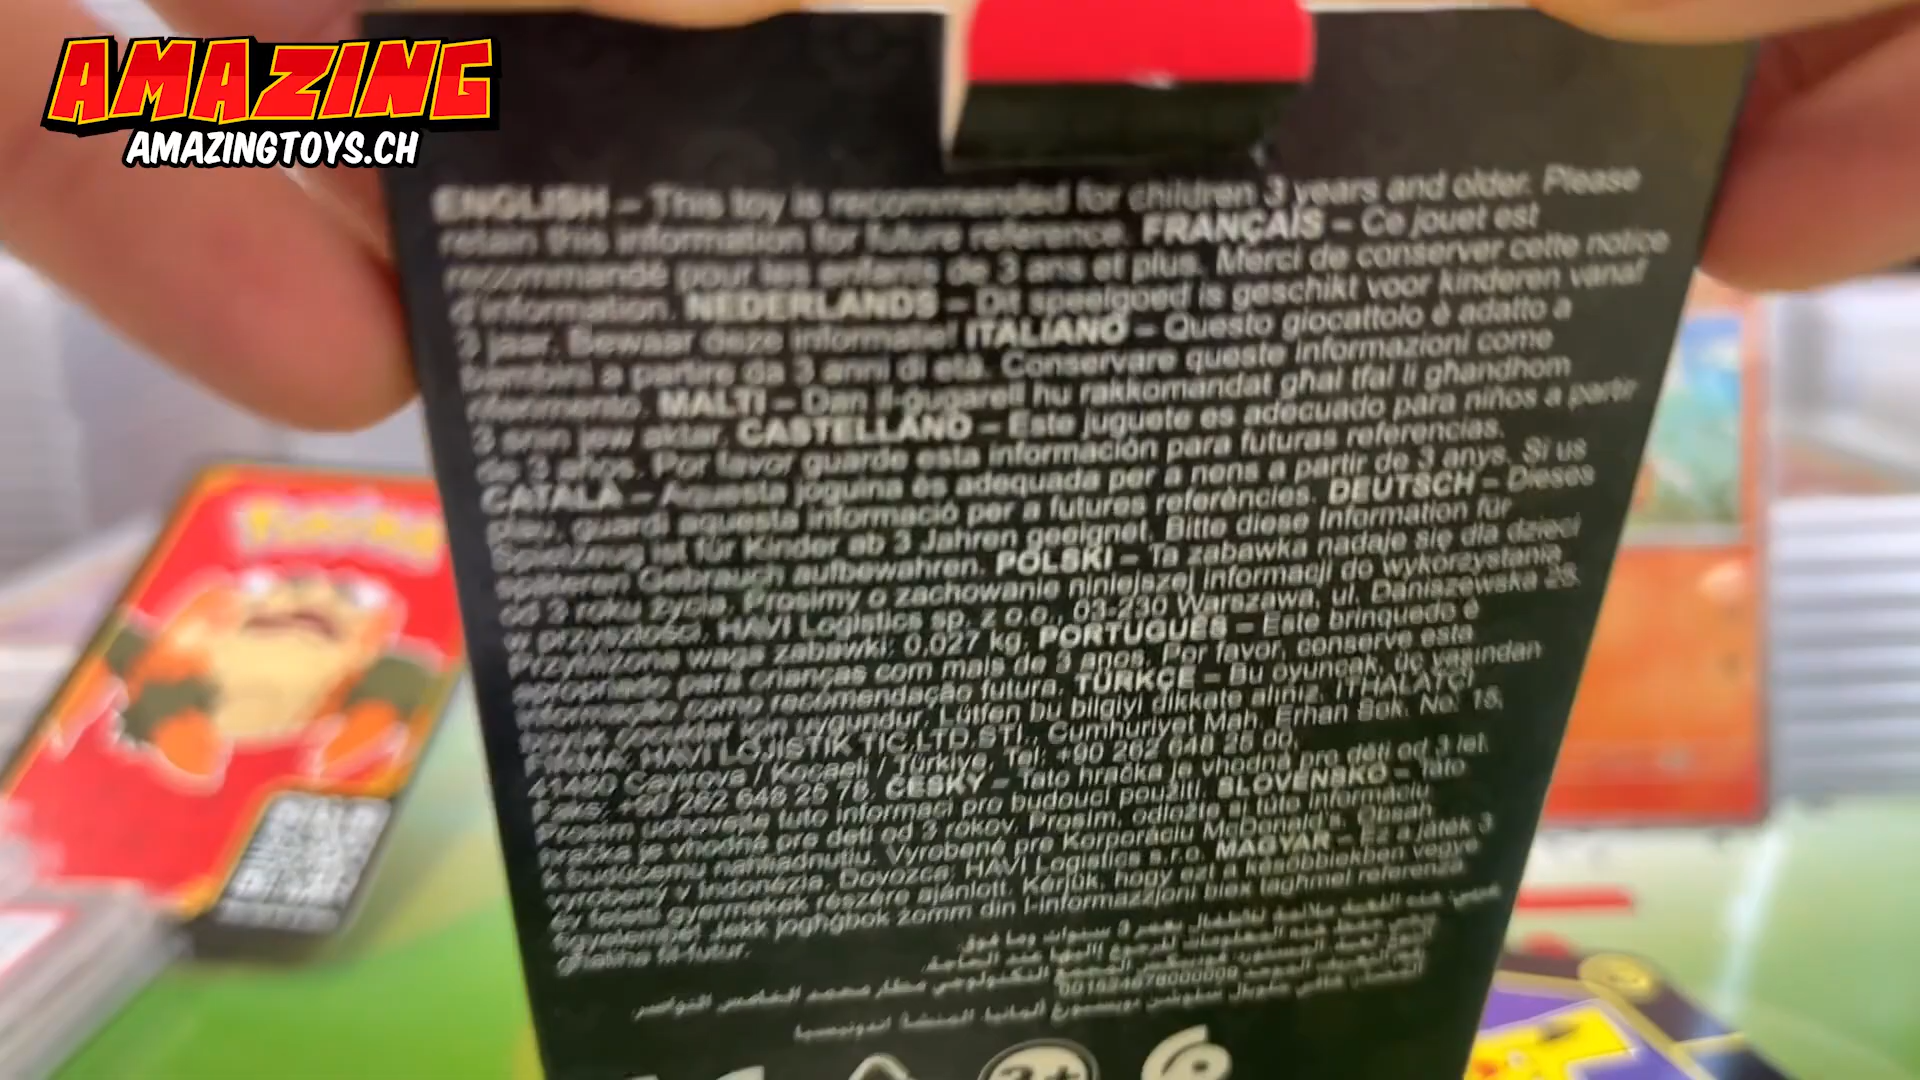 AMAZING
AMAZINGTOYS.CH
ENGLISH – This toy is recommended for children 3 years and older. Please
retain this information for future reference. FRANÇAIS – Ce jouet est
recommandé pour les enfants de 3 ans et plus. Merci de conserver cette notice
d'information. NEDERLANDS – Dit speelgoed is geschikt voor kinderen vanaf
3 jaar. Bewaar deze informatie! ITALIANO – Questo giocattolo è adatto a
bambini a partire da 3 anni di età. Conservare queste informazioni come
riferimento. MALTI – Dan il-ġugarell hu rakkomandat għal tfal li għandhom
3 snin jew aktar. CASTELLANO – Este juguete es adecuado para niños a partir
de 3 años. Por favor guarde esta información para futuras referencias.
CATALÀ – Aquesta joguina és adequada per a nens a partir de 3 anys. Si us
plau, guardi aquesta informació per a futures referències. DEUTSCH – Dieses
Spielzeug ist für Kinder ab 3 Jahren geeignet. Bitte diese Information für
späteren Gebrauch aufbewahren. POLSKI – Ta zabawka nadaje się dla dzieci
od 3 roku życia. Prosimy o zachowanie niniejszej informacji do wykorzystania
w przyszłości. HAVI Logistics sp. z o.o., 03-230 Warszawa, ul. Daniszewska
Przybliżona waga zabawki: 0,027 kg. PORTUGUÊS – Este brinquedo é
apropriado para crianças com mais de 3 anos. Por favor, conserve esta
informação como recomendação futura. TÜRKÇE – Bu oyuncak, üç yaşından
büyük çocuklar için uygundur. Lütfen bu bilgiyi dikkate alınız. İTHALATÇI
FİRMA: HAVI LOJİSTİK TİC.LTD.ŞTİ., Cumhuriyet Mah. Erhan Sok. No: 15,
41420 Çayırova / Kocaeli / Türkiye, Tel: +90 262 648 25 00,
Faks: +90 262 648 25 78. ČESKY – Tato hračka je vhodná pro děti od 3 let.
Prosím uchovejte tuto informaci pro budoucí použití. SLOVENSKO – Táto
hračka je vhodná pre deti od 3 rokov. Prosím, odložte si túto informáciu
k budúcemu nahliadnutiu. Vyrobené pre Korporáciu McDonald's. Obsah
vyrobený v Indonézia. Dovozca: HAVI Logistics s.r.o. MAGYAR – Ez a játék 3
év feletti gyermekek részére ajánlott. Kérjük, hogy ezt a későbbiekben vegye
figyelembe! Jekk jogħġbok żomm din l-informazzjoni biex tagħmel referenza
għaliha fil-futur.